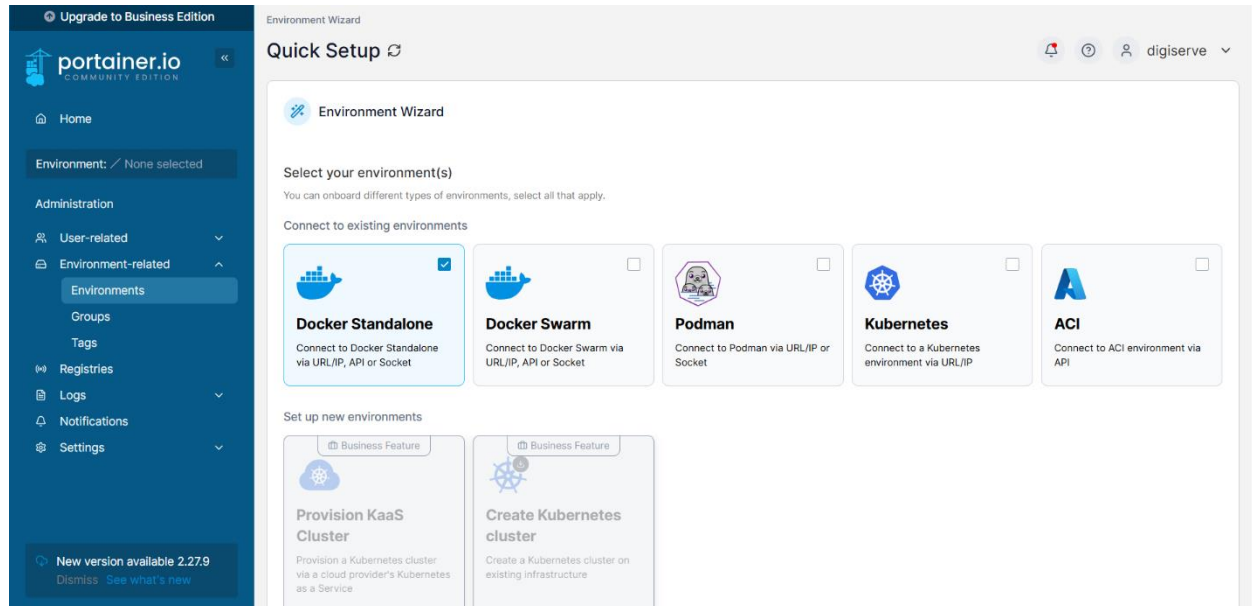 Upgrade to Business Edition
portainer.io
COMMUNITY EDITION
Home
Environment: None selected
Administration
User-related
Environment-related
Environments
Groups
Tags
Registries
Logs
Notifications
Settings
New version available 2.27.9
Dismiss See what's new
Environment Wizard
Quick Setup
digiserve
Environment Wizard
Select your environment(s)
You can onboard different types of environments, select all that apply.
Connect to existing environments
Docker Standalone
Connect to Docker Standalone
via URL/IP, API or Socket
Docker Swarm
Connect to Docker Swarm via
URL/IP, API or Socket
Podman
Connect to Podman via URL/IP or
Socket
Kubernetes
Connect to a Kubernetes
environment via URL/IP
ACI
Connect to ACI environment via
API
Set up new environments
Business Feature
Provision KaaS
Cluster
Provision a Kubernetes cluster
via a cloud provider's Kubernetes
as a Service
Business Feature
Create Kubernetes
cluster
Create a Kubernetes cluster on
existing infrastructure